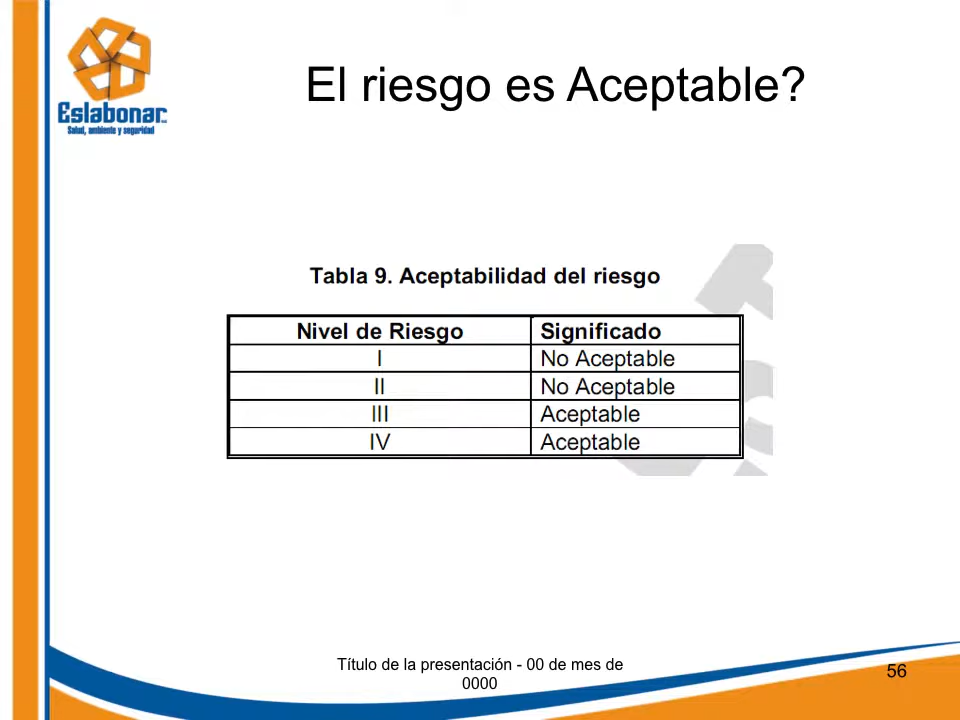 Eslabonar
Salud, ambiente y seguridad
El riesgo es Aceptable?
Tabla 9. Aceptabilidad del riesgo
Nivel de Riesgo Significado
I No Aceptable
II No Aceptable
III Aceptable
IV Aceptable
Título de la presentación - 00 de mes de
0000
56